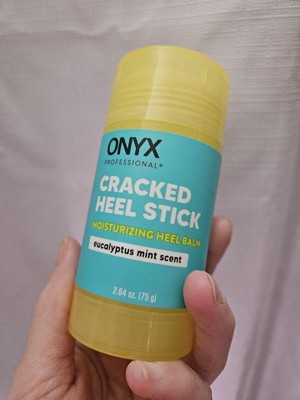 ONYX
PROFESSIONAL®
CRACKED
HEEL STICK
MOISTURIZING HEEL BALM
eucalyptus mint scent
2.64 oz. (75 g)